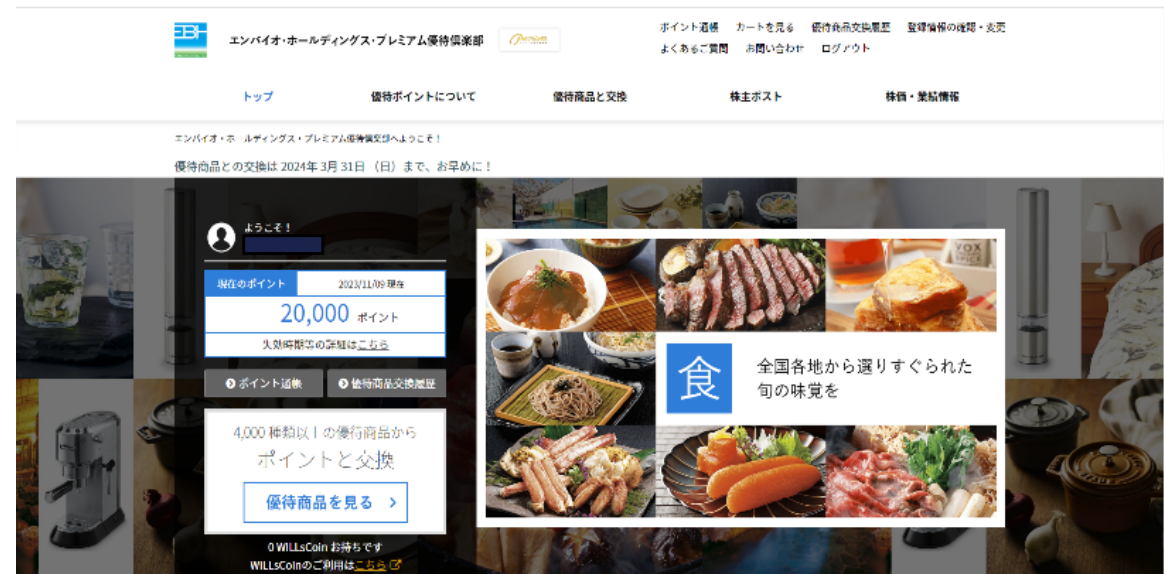 EBH
エンバイオ・ホールディングス・プレミアム優待倶楽部
Premium
ポイント通帳 カートを見る 優待商品交換履歴 登録情報の確認・変更
よくあるご質問 お問い合わせ ログアウト
トップ 優待ポイントについて 優待商品と交換 株主ポスト 株価・業績情報
エンバイオ・ホールディングス・プレミアム優待倶楽部へようこそ！
優待商品との交換は 2024年 3月 31日 （日）まで、お早めに！
ようこそ！
現在のポイント 2023/11/09 現在
20,000 ポイント
失効時期等の詳細はこちら
ポイント通帳 優待商品交換履歴
4,000 種類以上の優待商品から
ポイントと交換
優待商品を見る
0 WILLsCoin お持ちです
WILLsCoinのご利用はこちら
VOX
食
全国各地から選りすぐられた
旬の味覚を